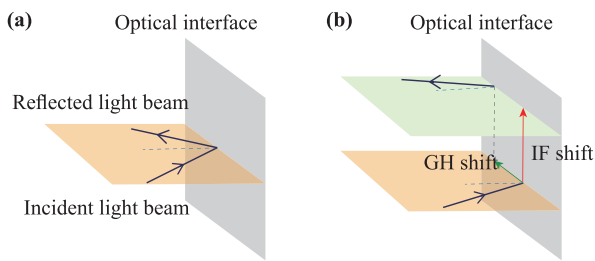 (a)
Optical interface
Reflected light beam
Incident light beam
(b)
Optical interface
GH shift
IF shift